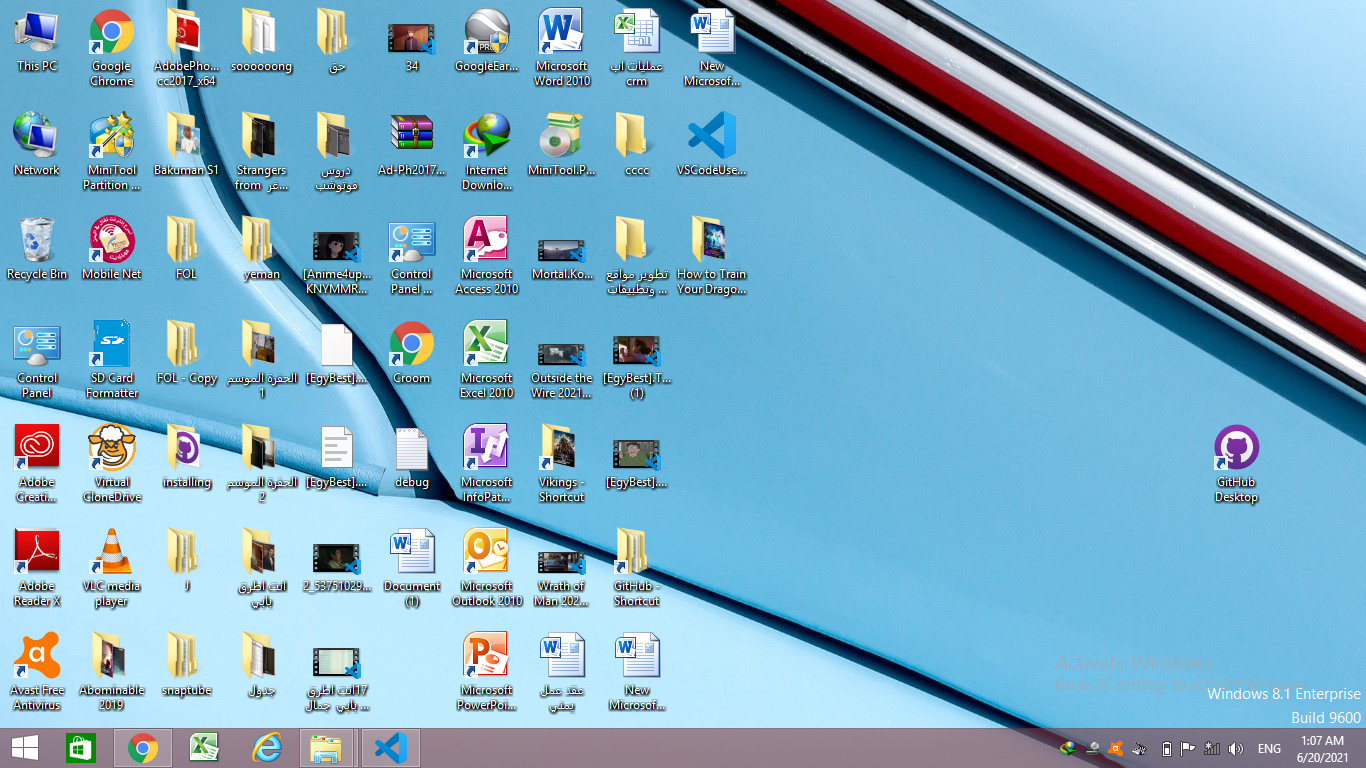 This PC
Google
Chrome
AdobePho...
cc2017_x64
soooooong
حق
34
GoogleEar...
Microsoft
Word 2010
عمليات اب
crm
New
Microsof...
Network
MiniTool
Partition ...
Bakuman S1
Strangers
from غر...
دروس
فوتوشب
Ad-Ph2017...
Internet
Downlo...
MiniTool.P...
cccc
VSCodeUse...
Recycle Bin
Mobile Net
FOL
yeman
[Anime4up...
KNYMMR...
Control
Panel ...
Microsoft
Access 2010
Mortal.Ko...
تطوير مواقع
وتطبيقات ...
How to Train
Your Drago...
Control
Panel
SD Card
Formatter
FOL - Copy
الحفرة الموسم
1
[EgyBest]....
Croom
Microsoft
Excel 2010
Outside the
Wire 2021...
[EgyBest].T...
(1)
Adobe
Creati...
Virtual
CloneDrive
installing
الحفرة الموسم
2
[EgyBest]....
debug
Microsoft
InfoPat...
Vikings -
Shortcut
[EgyBest]....
GitHub
Desktop
Adobe
Reader X
VLC media
player
J
انت اطرق
بابي
2_53751029...
Document
(1)
Microsoft
Outlook 2010
Wrath of
Man 202...
GitHub -
Shortcut
Avast Free
Antivirus
Abominable
2019
snaptube
جدول
17انت اطرق
بابي جمال ...
Microsoft
PowerPoi...
عقد عمل
يمني
New
Microsof...
Activate Windows
Go to PC settings to activate Windows.
Windows 8.1 Enterprise
Build 9600
ENG
1:07 AM
6/20/2021